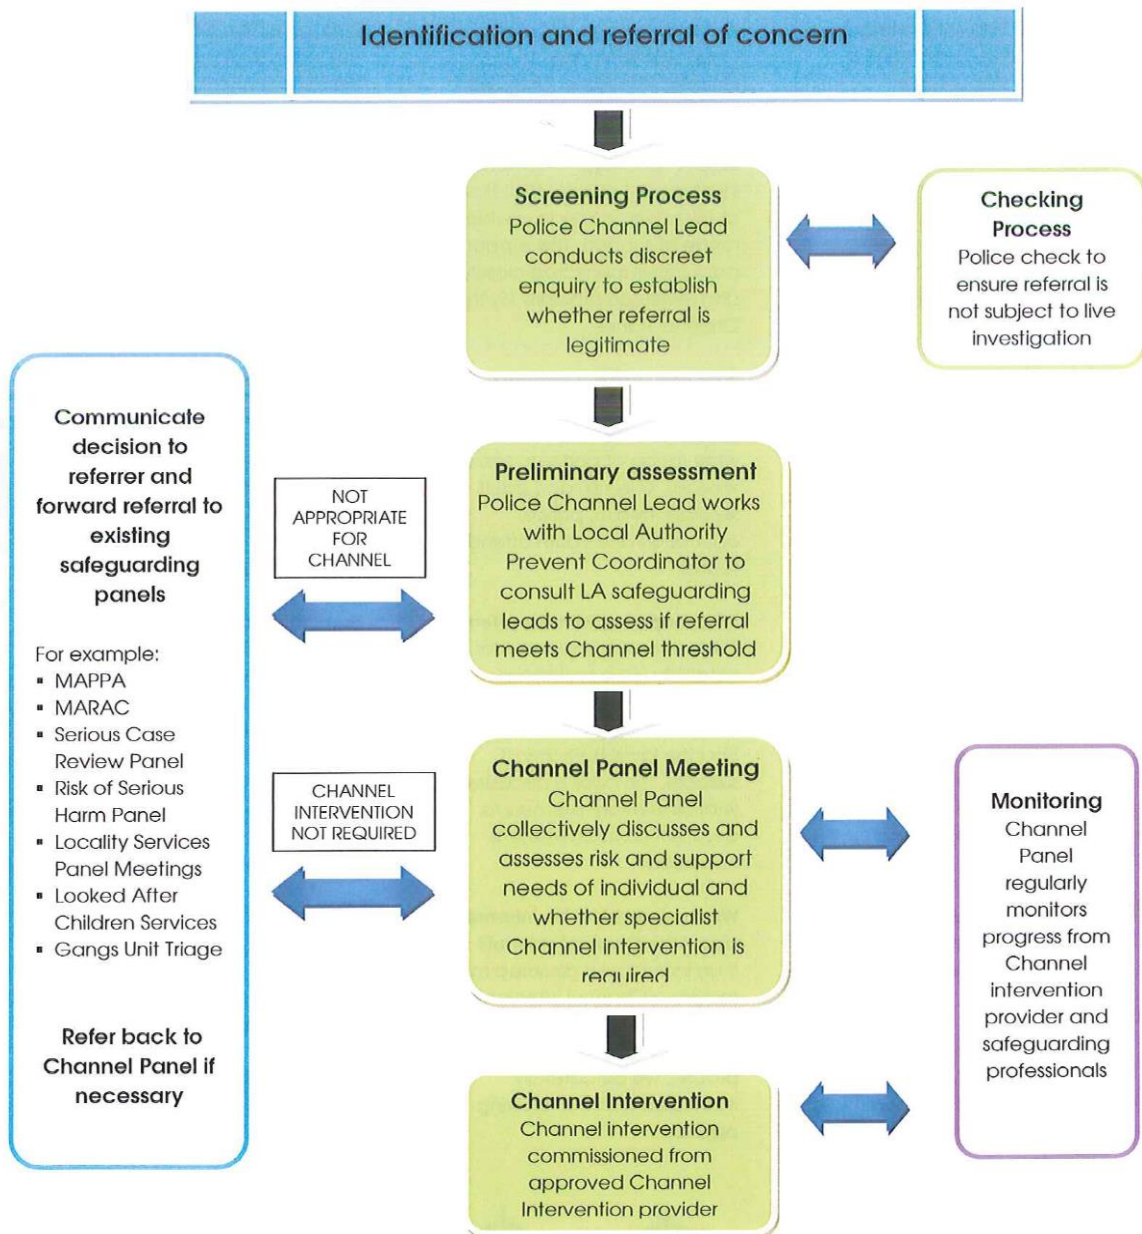 Identification and referral of concern
Screening Process
Police Channel Lead
conducts discreet
enquiry to establish
whether referral is
legitimate
Checking
Process
Police check to
ensure referral is
not subject to live
investigation
Communicate
decision to
referrer and
forward referral to
existing
safeguarding
panels
For example:
▪ MAPPA
▪ MARAC
▪ Serious Case
Review Panel
▪ Risk of Serious
Harm Panel
▪ Locality Services
Panel Meetings
▪ Looked After
Children Services
▪ Gangs Unit Triage
Refer back to
Channel Panel if
necessary
NOT
APPROPRIATE
FOR
CHANNEL
Preliminary assessment
Police Channel Lead works
with Local Authority
Prevent Coordinator to
consult LA safeguarding
leads to assess if referral
meets Channel threshold
CHANNEL
INTERVENTION
NOT REQUIRED
Channel Panel Meeting
Channel Panel
collectively discusses and
assesses risk and support
needs of individual and
whether specialist
Channel intervention is
required
Monitoring
Channel
Panel
regularly
monitors
progress from
Channel
intervention
provider and
safeguarding
professionals
Channel Intervention
Channel intervention
commissioned from
approved Channel
Intervention provider